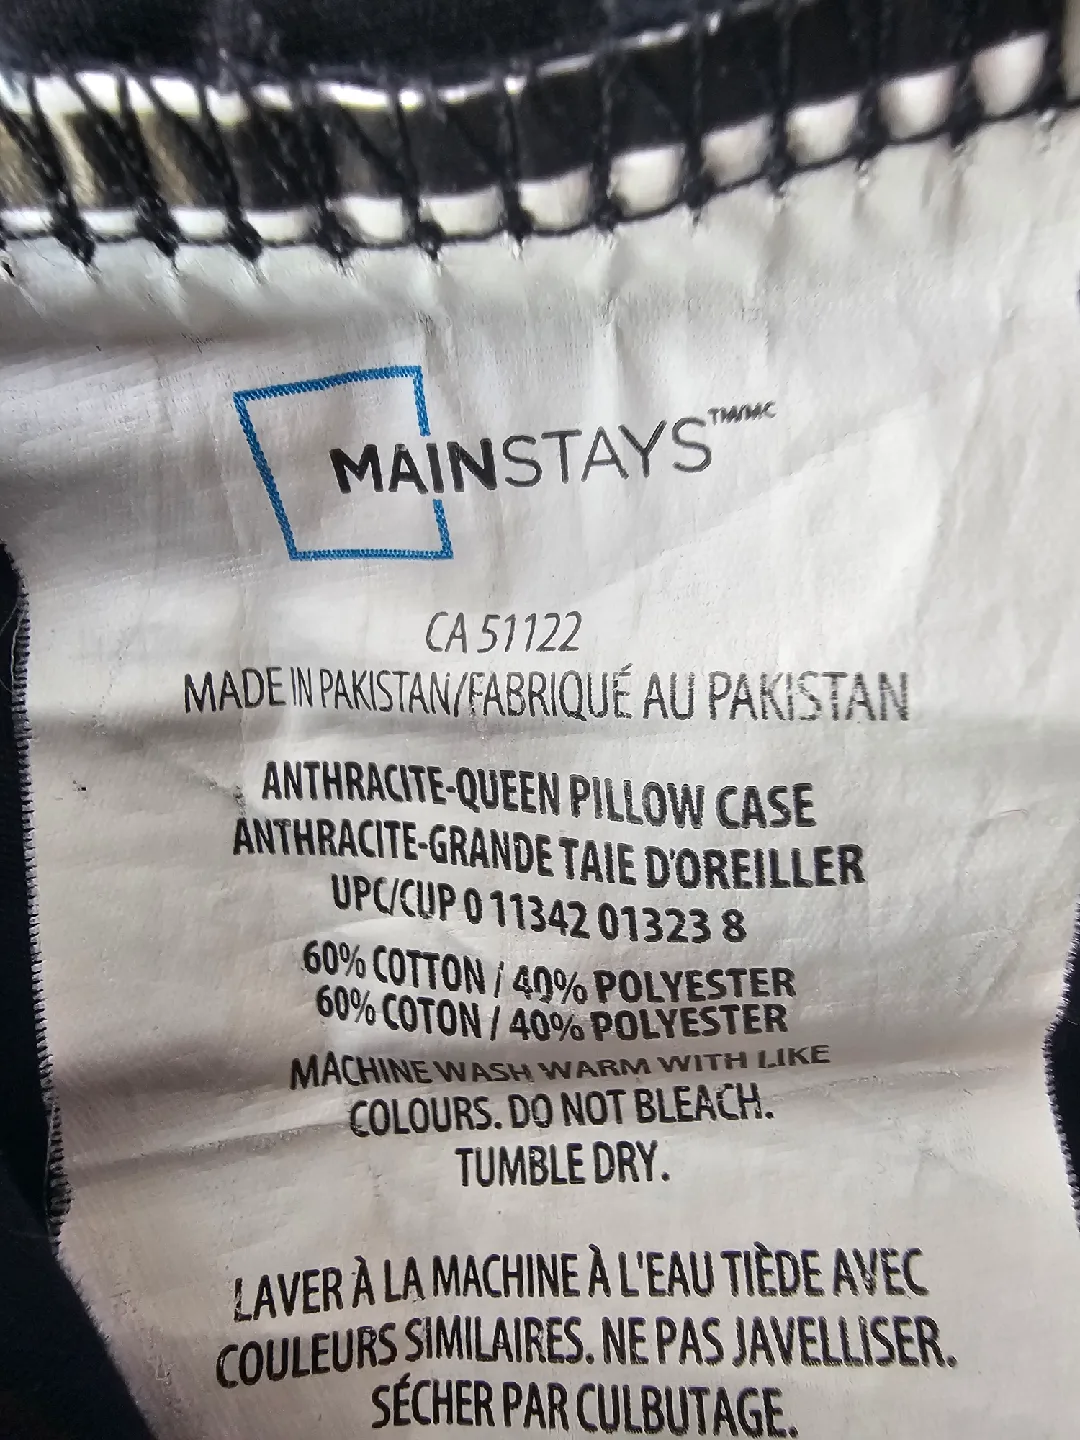 MAINSTAYS™/MC
CA 51122
MADE IN PAKISTAN/FABRIQUÉ AU PAKISTAN
ANTHRACITE-QUEEN PILLOW CASE
ANTHRACITE-GRANDE TAIE D'OREILLER
UPC/CUP 0 11342 01323 8
60% COTTON / 40% POLYESTER
60% COTON / 40% POLYESTER
MACHINE WASH WARM WITH LIKE
COLOURS. DO NOT BLEACH.
TUMBLE DRY.
LAVER À LA MACHINE À L'EAU TIÈDE AVEC
COULEURS SIMILAIRES. NE PAS JAVELLISER.
SÉCHER PAR CULBUTAGE.